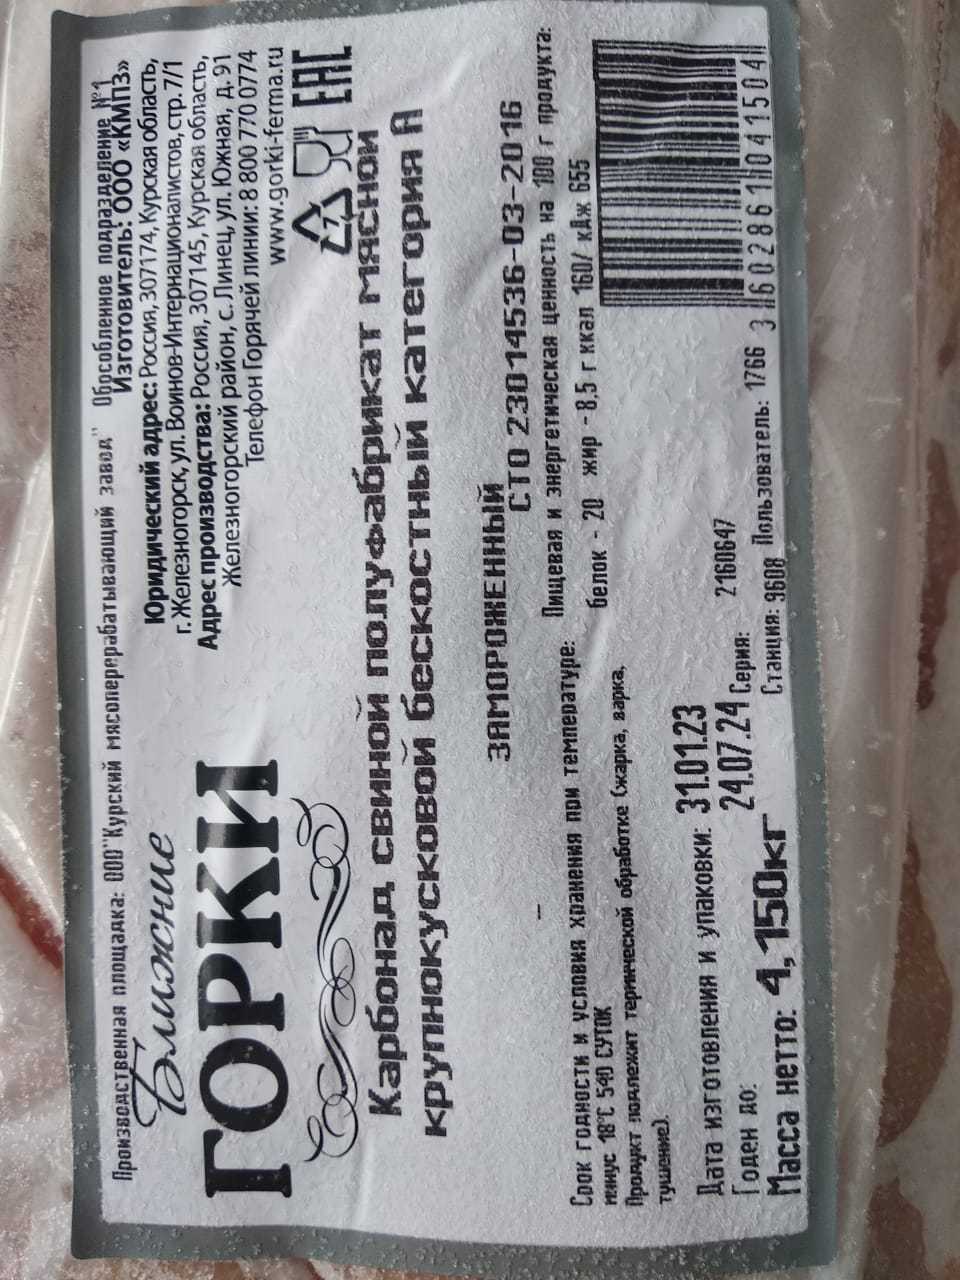 Производственная площадка: ООО"Курский мясоперерабатывающий завод" Обособленное подразделение №1
Ближние
ГОРКИ
Изготовитель: ООО «КМПЗ»
Юридический адрес: Россия, 307174, Курская область,
г. Железногорск, ул. Воинов-Интернационалистов, стр. 7/1
Адрес производства: Россия, 307145, Курская область,
Железногорский район, с. Линец, ул. Южная, д. 91
Телефон Горячей линии: 8 800 770 0774
www.gorki-ferma.ru
7
EAC
Карбонад свиной полуфабрикат мясной
крупнокусковой бескостный категория А
ЗАМОРОЖЕННЫЙ
СТО 23014536-03-2016
Срок годности и условия хранения при температуре:
минус 18°С 540 СУТОК
Продукт подлежит термической обработке (жарка, варка,
тушение).
Пищевая и энергетическая ценность на 100 г продукта:
белок - 20 жир - 8,5 г ккал 160/ кДж 655
Дата изготовления и упаковки: 31.01.23
Годен до: 24.07.24 Серия: 2160647
Масса нетто: 4,150кг
Станция: 9608 Пользователь: 1766
3 602861 041504